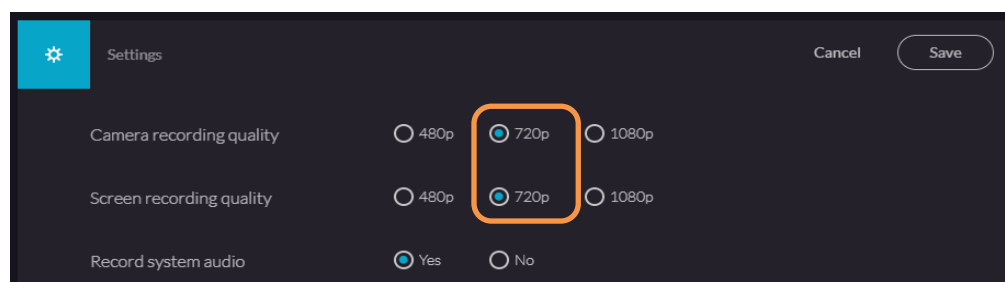 Settings Cancel Save
Camera recording quality 480p 720p 1080p
Screen recording quality 480p 720p 1080p
Record system audio Yes No